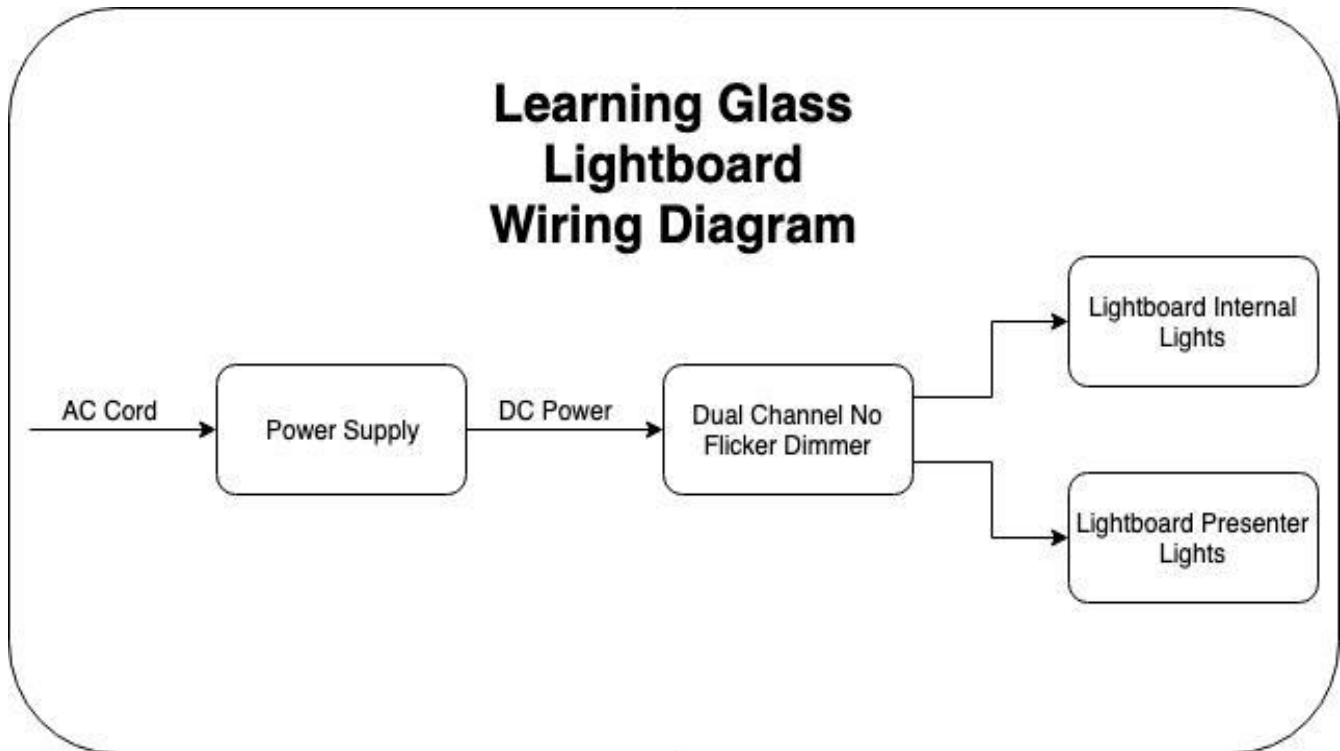 Learning Glass
Lightboard
Wiring Diagram
AC Cord
Power Supply
DC Power
Dual Channel No
Flicker Dimmer
Lightboard Internal
Lights
Lightboard Presenter
Lights